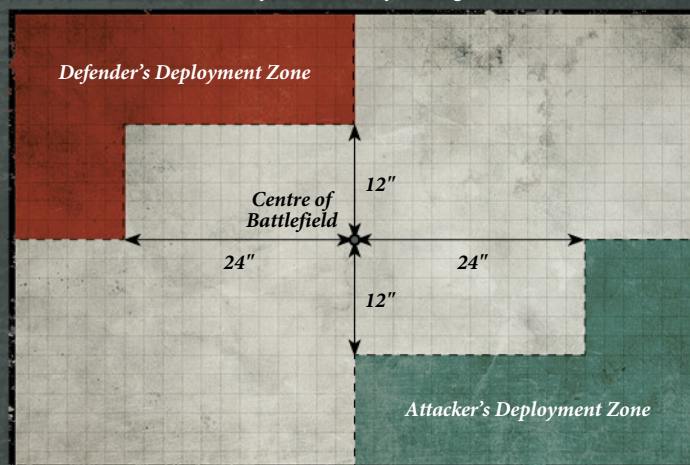 Defender's Deployment Zone
12"
Centre of
Battlefield
24"
24"
12"
Attacker's Deployment Zone